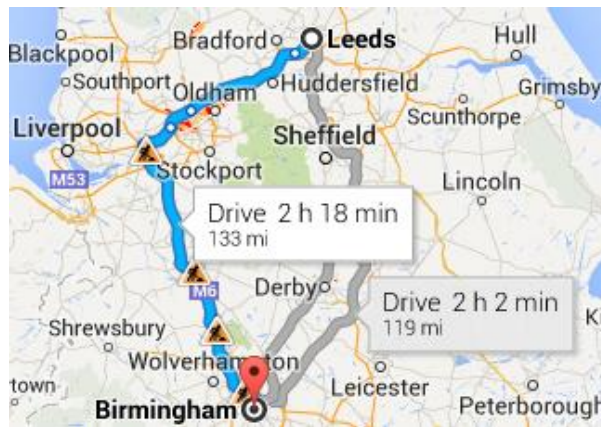 Blackpool
Bradford
Leeds
Hull
Southport
Oldham
Huddersfield
Grimsby
Liverpool
Scunthorpe
Sheffield
Stockport
M53
Lincoln
Drive 2 h 18 min
133 mi
M6
Derby
Drive 2 h 2 min
119 mi
K
Shrewsbury
Wolverhampton
town
Leicester
Birmingham
Peterborough